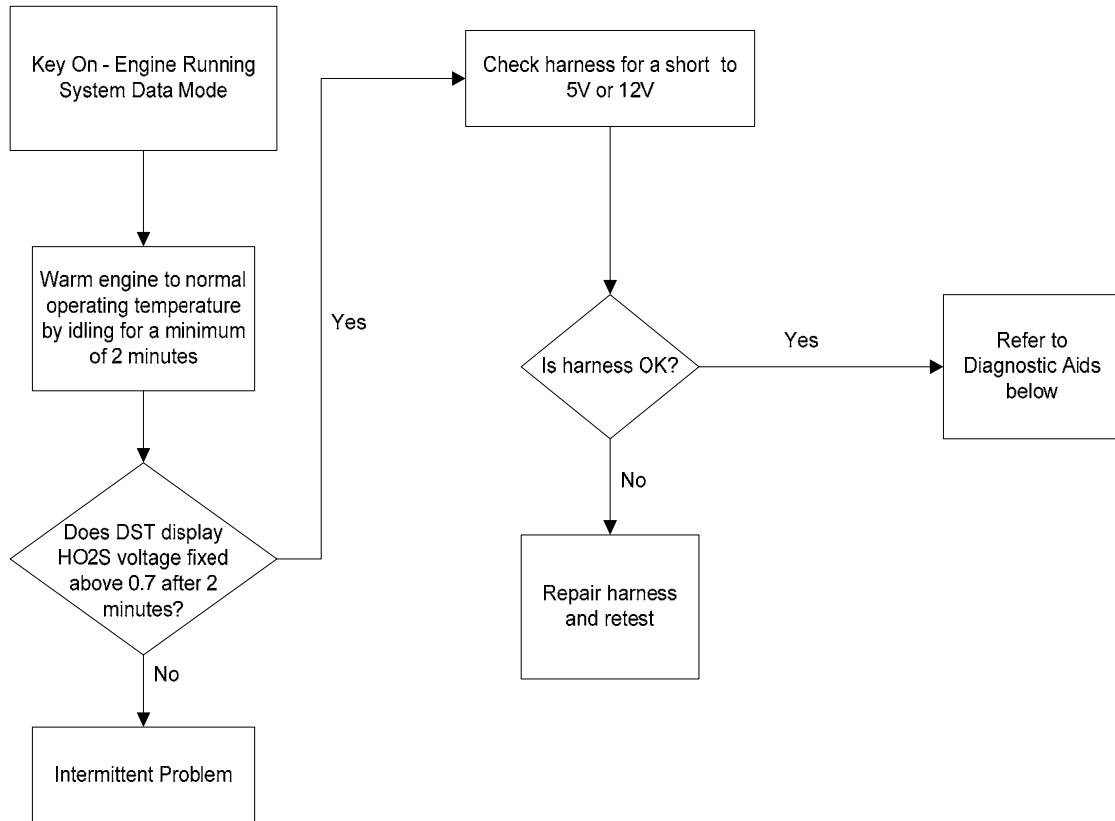 Key On - Engine Running
System Data Mode
Warm engine to normal
operating temperature
by idling for a minimum
of 2 minutes
Does DST display
HO2S voltage fixed
above 0.7 after 2
minutes?
No
Intermittent Problem
Yes
Check harness for a short to
5V or 12V
Is harness OK?
Yes
Refer to
Diagnostic Aids
below
No
Repair harness
and retest